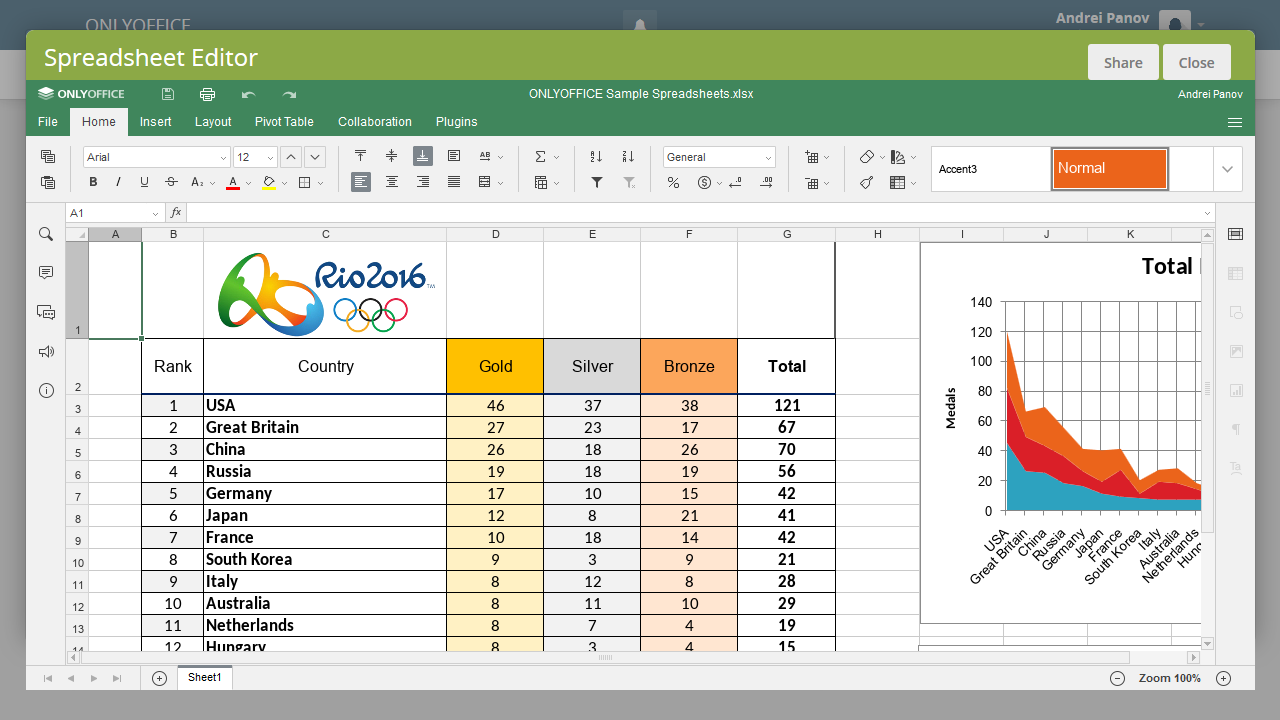 ONLYOFFICE
Andrei Panov
Spreadsheet Editor
Share
Close
ONLYOFFICE
ONLYOFFICE Sample Spreadsheets.xlsx
Andrei Panov
File Home Insert Layout Pivot Table Collaboration Plugins
Arial 12 General
Accent3
Normal
A1
fx
A B C D E F G H I J K
1
Rio2016™
2 Rank Country Gold Silver Bronze Total
3 1 USA 46 37 38 121
4 2 Great Britain 27 23 17 67
5 3 China 26 18 26 70
6 4 Russia 19 18 19 56
7 5 Germany 17 10 15 42
8 6 Japan 12 8 21 41
9 7 France 10 18 14 42
10 8 South Korea 9 3 9 21
11 9 Italy 8 12 8 28
12 10 Australia 8 11 10 29
13 11 Netherlands 8 7 4 19
14 12 Hungary 8 3 4 15
Total
Medals
140
120
100
80
60
40
20
0
USA
Great Britain
China
Russia
Germany
Japan
France
South Korea
Italy
Australia
Netherlands
Hung
Sheet1
Zoom 100%